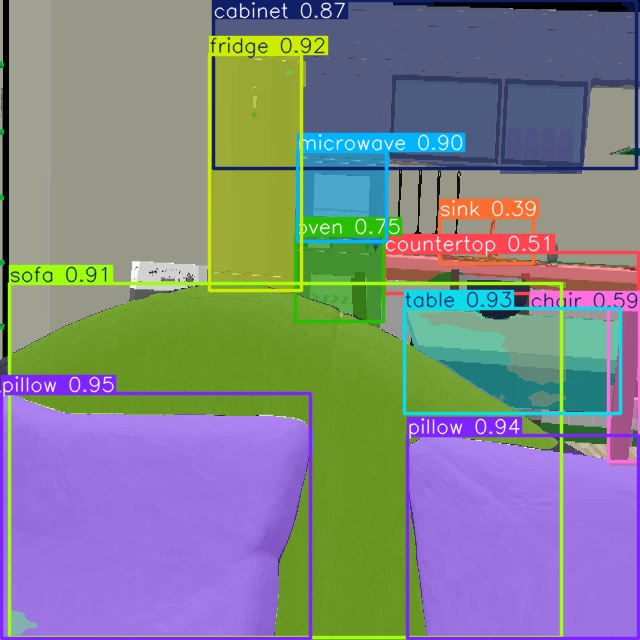 cabinet 0.87
fridge 0.92
microwave 0.90
sink 0.39
oven 0.75
countertop 0.51
sofa 0.91
table 0.93
chair 0.59
pillow 0.95
pillow 0.94